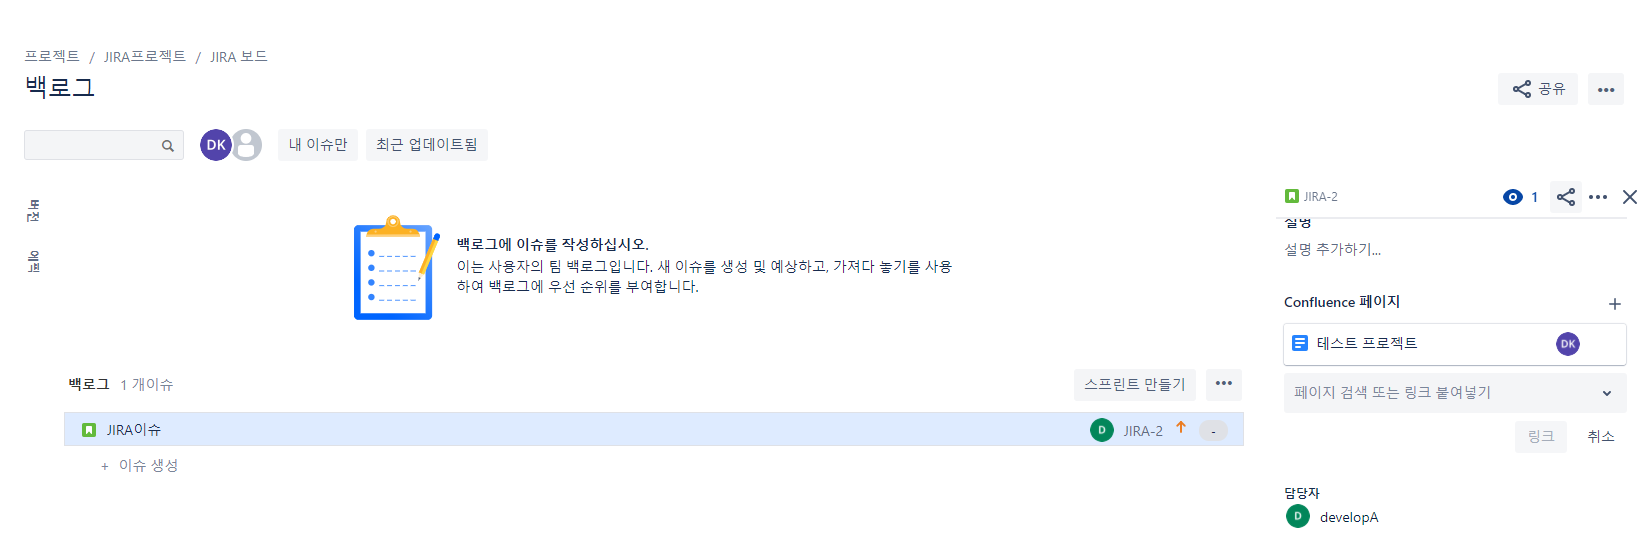 프로젝트 / JIRA프로젝트 / JIRA 보드
백로그
공유
DK
내 이슈만
최근 업데이트됨
버전
에픽
백로그에 이슈를 작성하십시오.
이는 사용자의 팀 백로그입니다. 새 이슈를 생성 및 예상하고, 가져다 놓기를 사용
하여 백로그에 우선 순위를 부여합니다.
백로그 1 개이슈
스프린트 만들기
JIRA이슈
D JIRA-2 -
+ 이슈 생성
JIRA-2
1
설명
설명 추가하기...
Confluence 페이지
테스트 프로젝트
DK
페이지 검색 또는 링크 붙여넣기
링크
취소
담당자
D developA